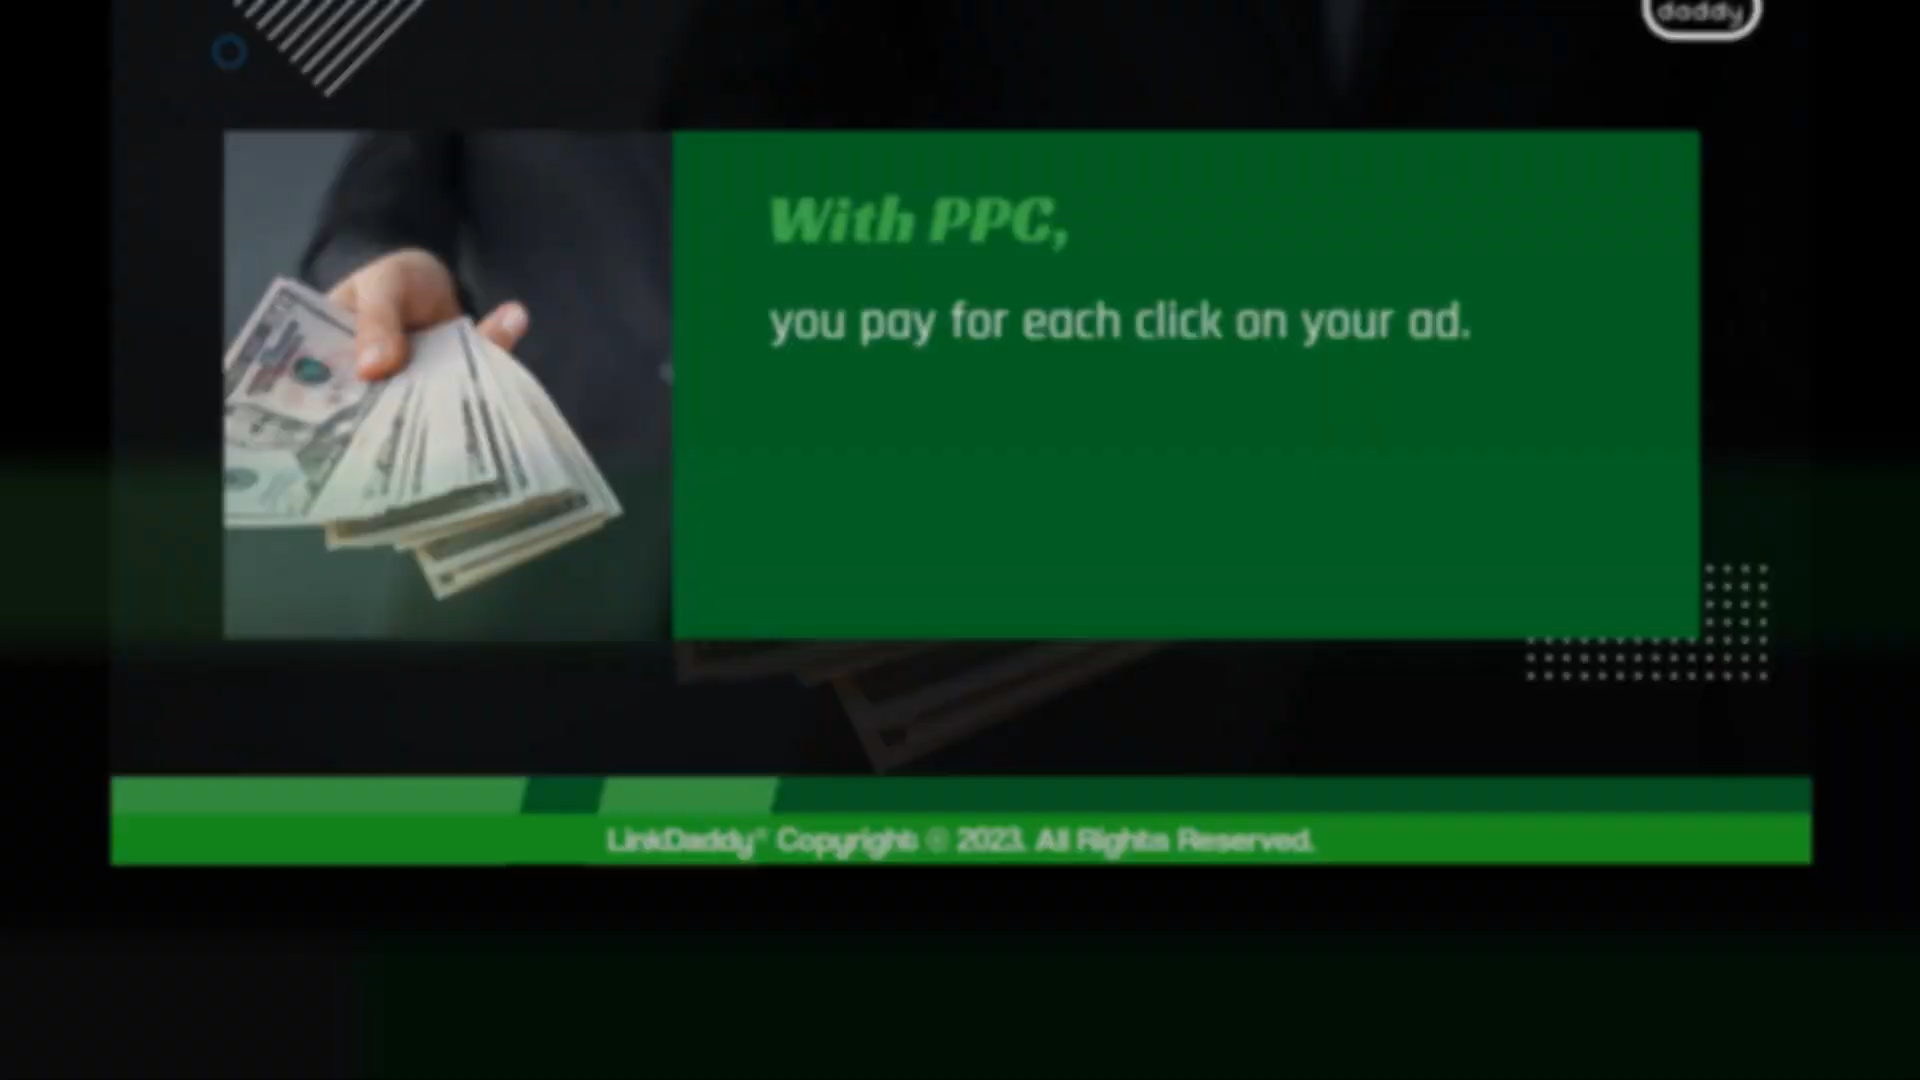 daddy
With PPC,
you pay for each click on your ad.
LinkDaddy® Copyright © 2023. All Rights Reserved.